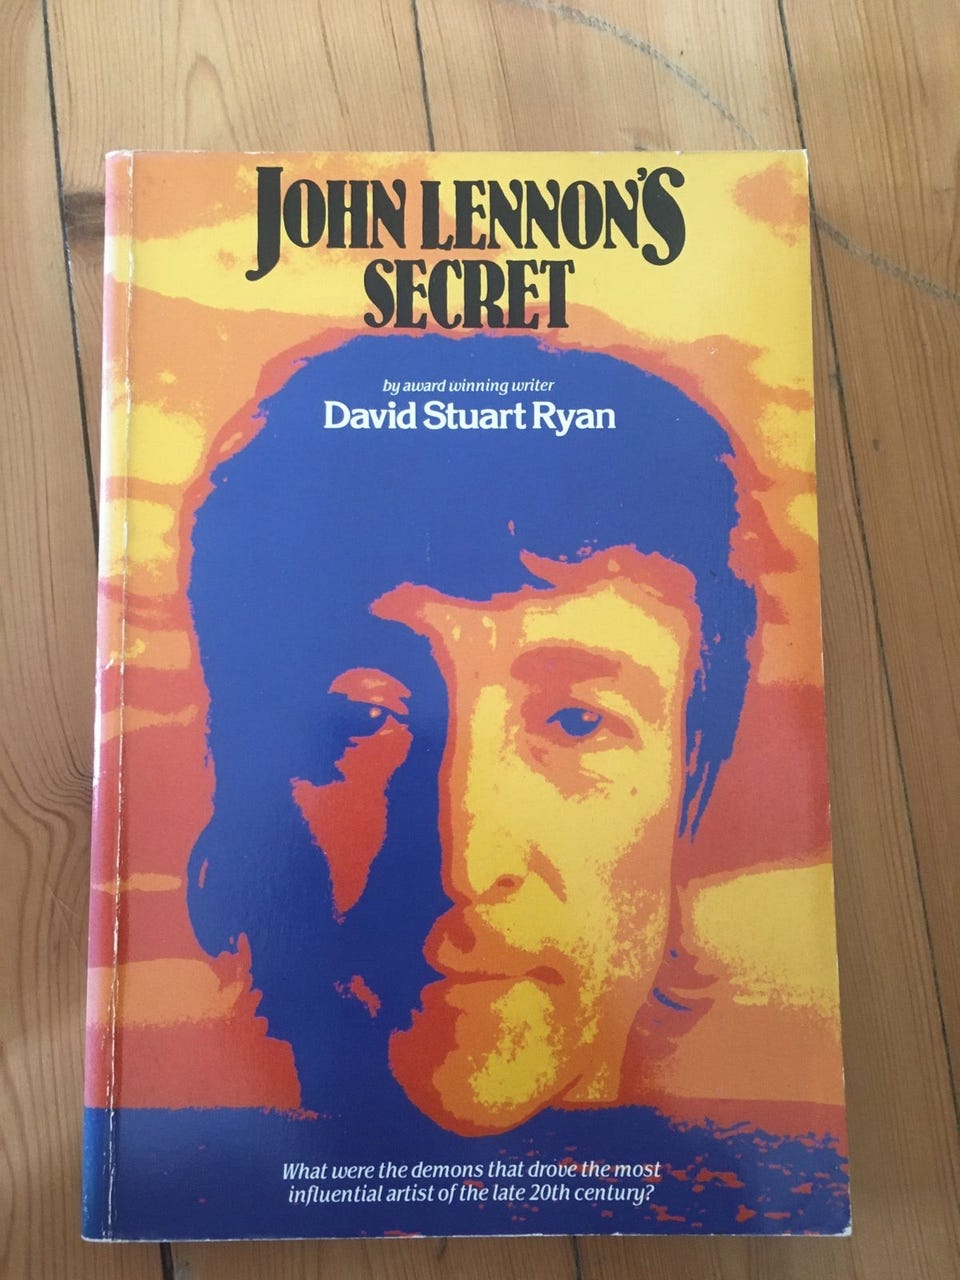 JOHN LENNON'S
SECRET
by award winning writer
David Stuart Ryan
What were the demons that drove the most
influential artist of the late 20th century?